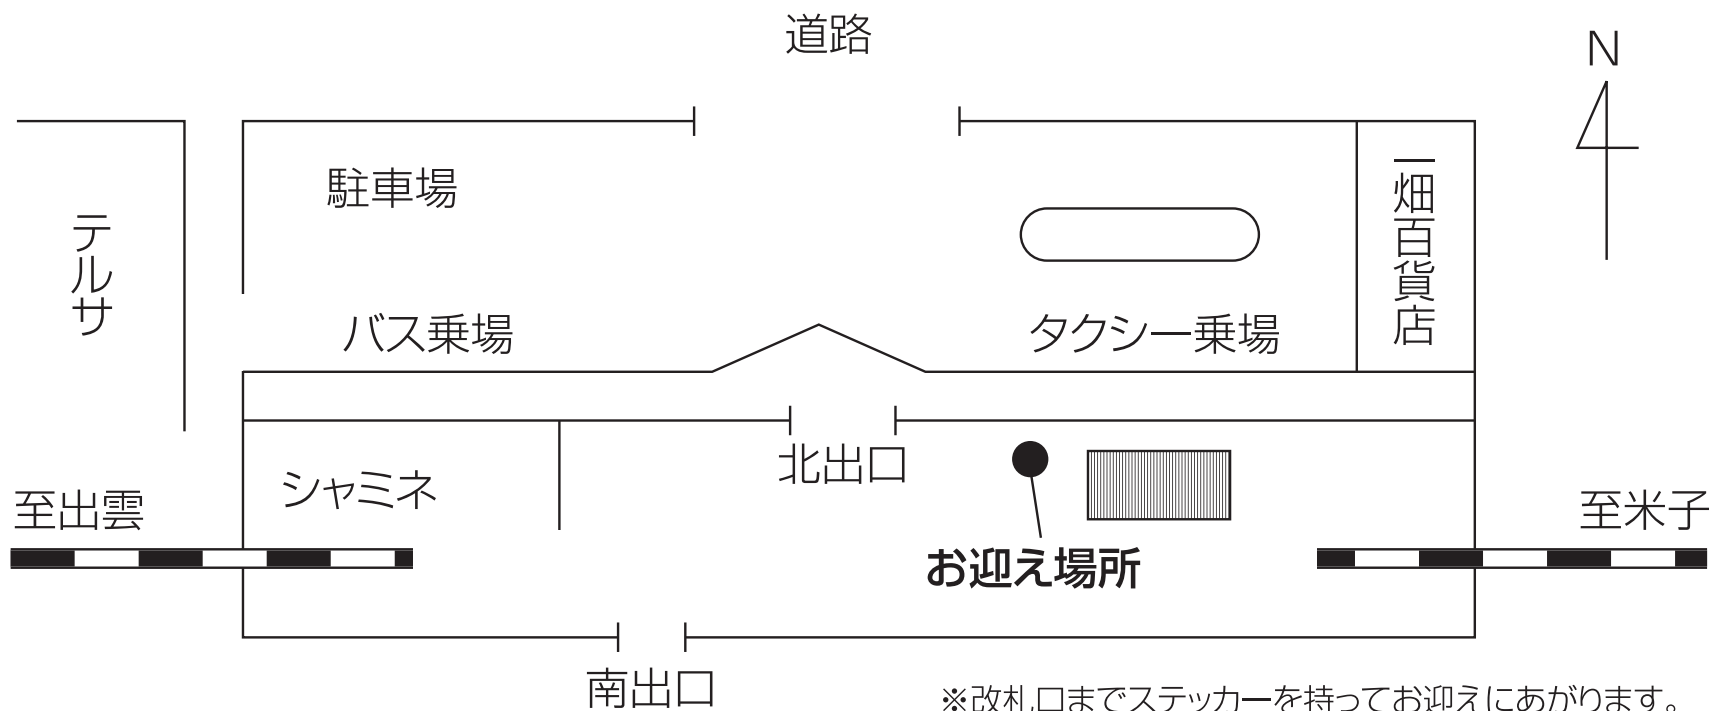 道路
N
駐車場
テルサ
一畑百貨店
バス乗場
タクシー乗場
北出口
シャミネ
至出雲
至米子
お迎え場所
南出口
※改札口までステッカーを持ってお迎えにあがります。